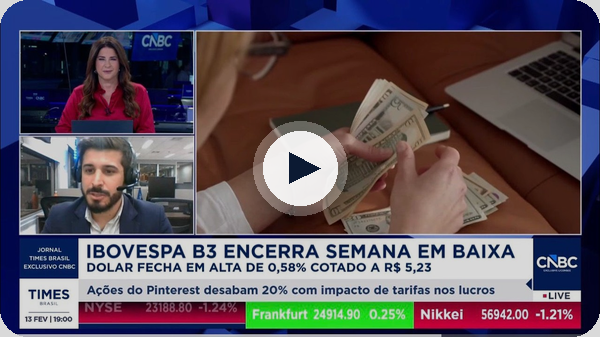 CNBC
JORNAL
TIMES BRASIL
EXCLUSIVO CNBC
IBOVESPA B3 ENCERRA SEMANA EM BAIXA
DOLAR FECHA EM ALTA DE 0,58% COTADO A R$ 5,23
CNBC
Ações do Pinterest desabam 20% com impacto de tarifas nos lucros
LIVE
TIMES
BRASIL
13 FEV | 19:00
NYSE 23188.80 -1.24% Frankfurt 24914.90 0.25% Nikkei 56942.00 -1.21%